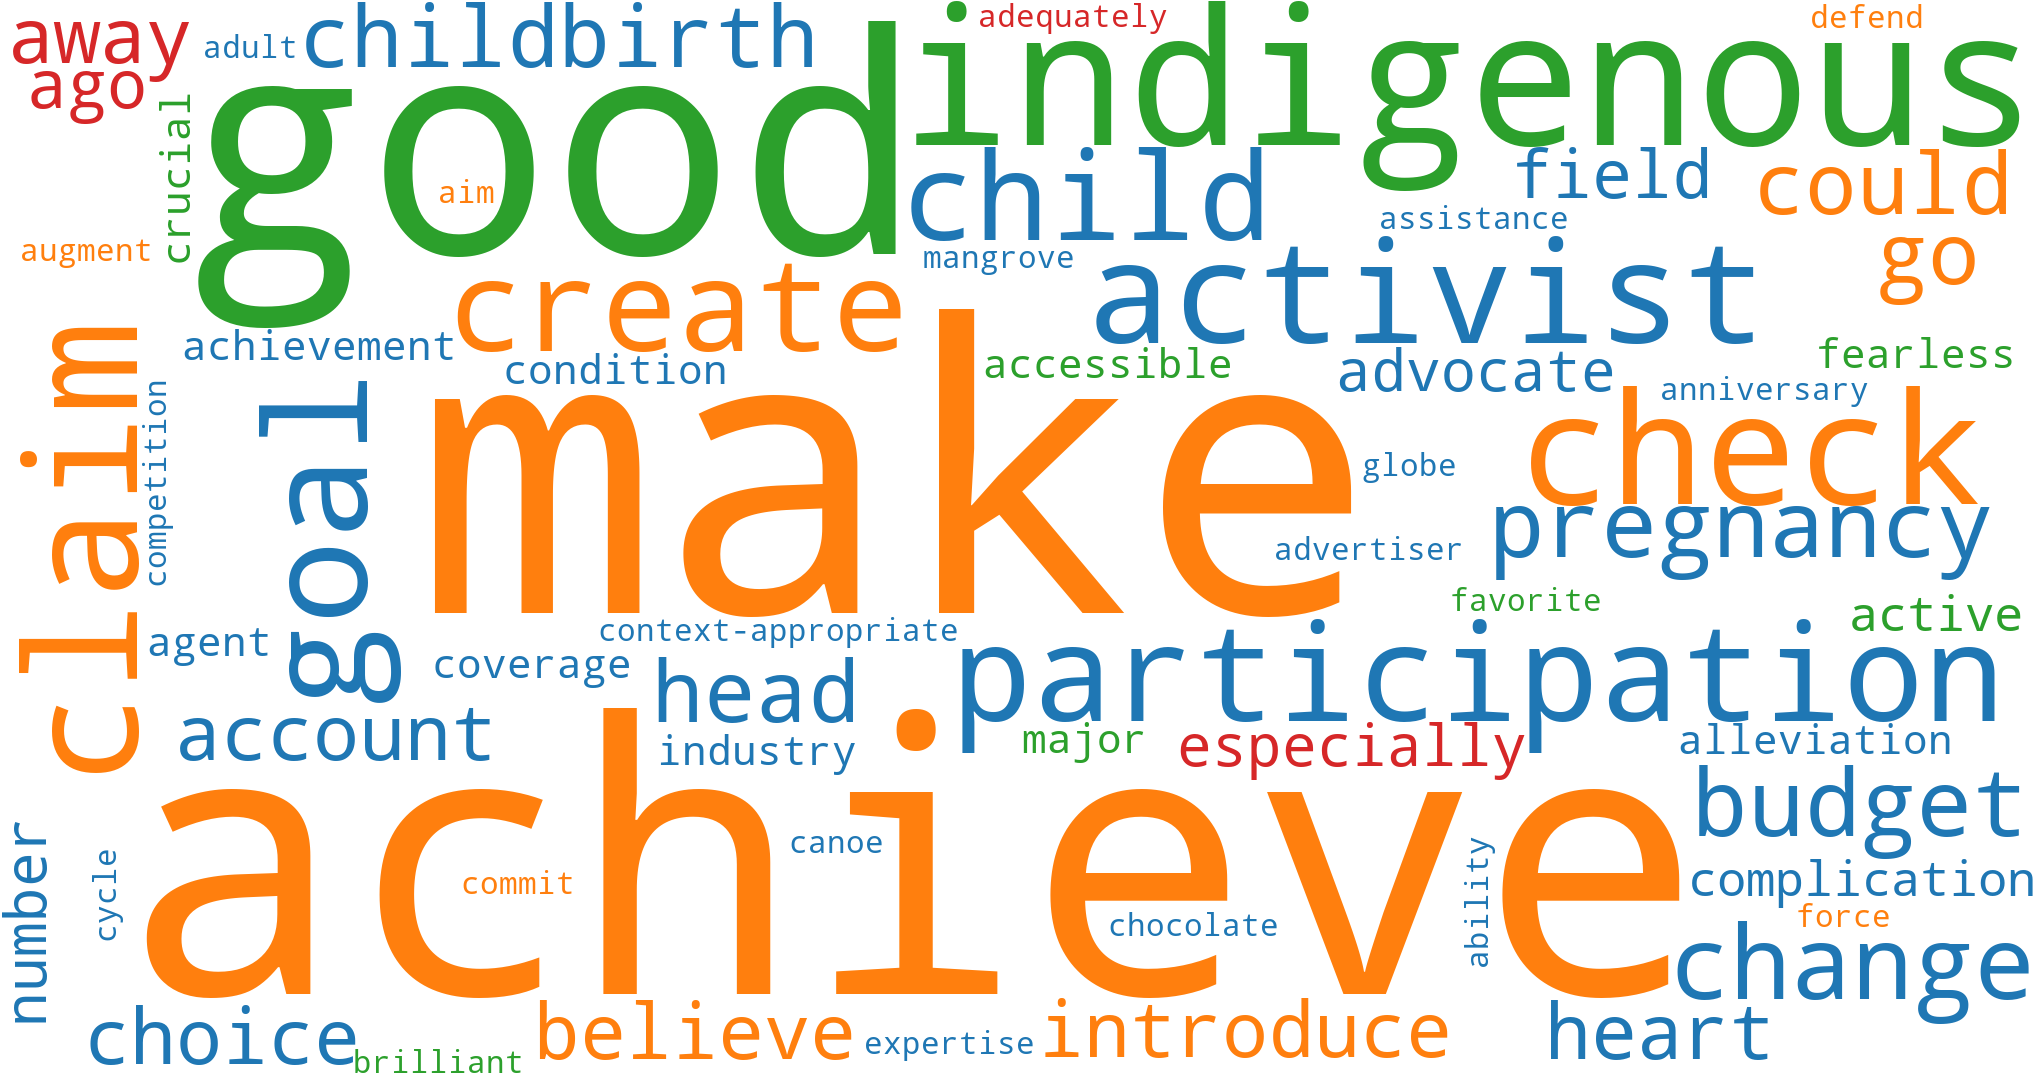 away
ago
adult
childbirth
good
indigenous
adequately
defend
crucial
aim
augment
child
field
could
assistance
mangrove
go
activist
create
achievement
condition
accessible
advocate
fearless
anniversary
claim
competition
goal
make
check
globe
pregnancy
advertiser
favorite
active
agent
context-appropriate
coverage
head
participation
account
industry
major
especially
alleviation
achieve
budget
number
cycle
canoe
commit
chocolate
ability
complication
force
change
choice
brilliant
believe
expertise
introduce
heart